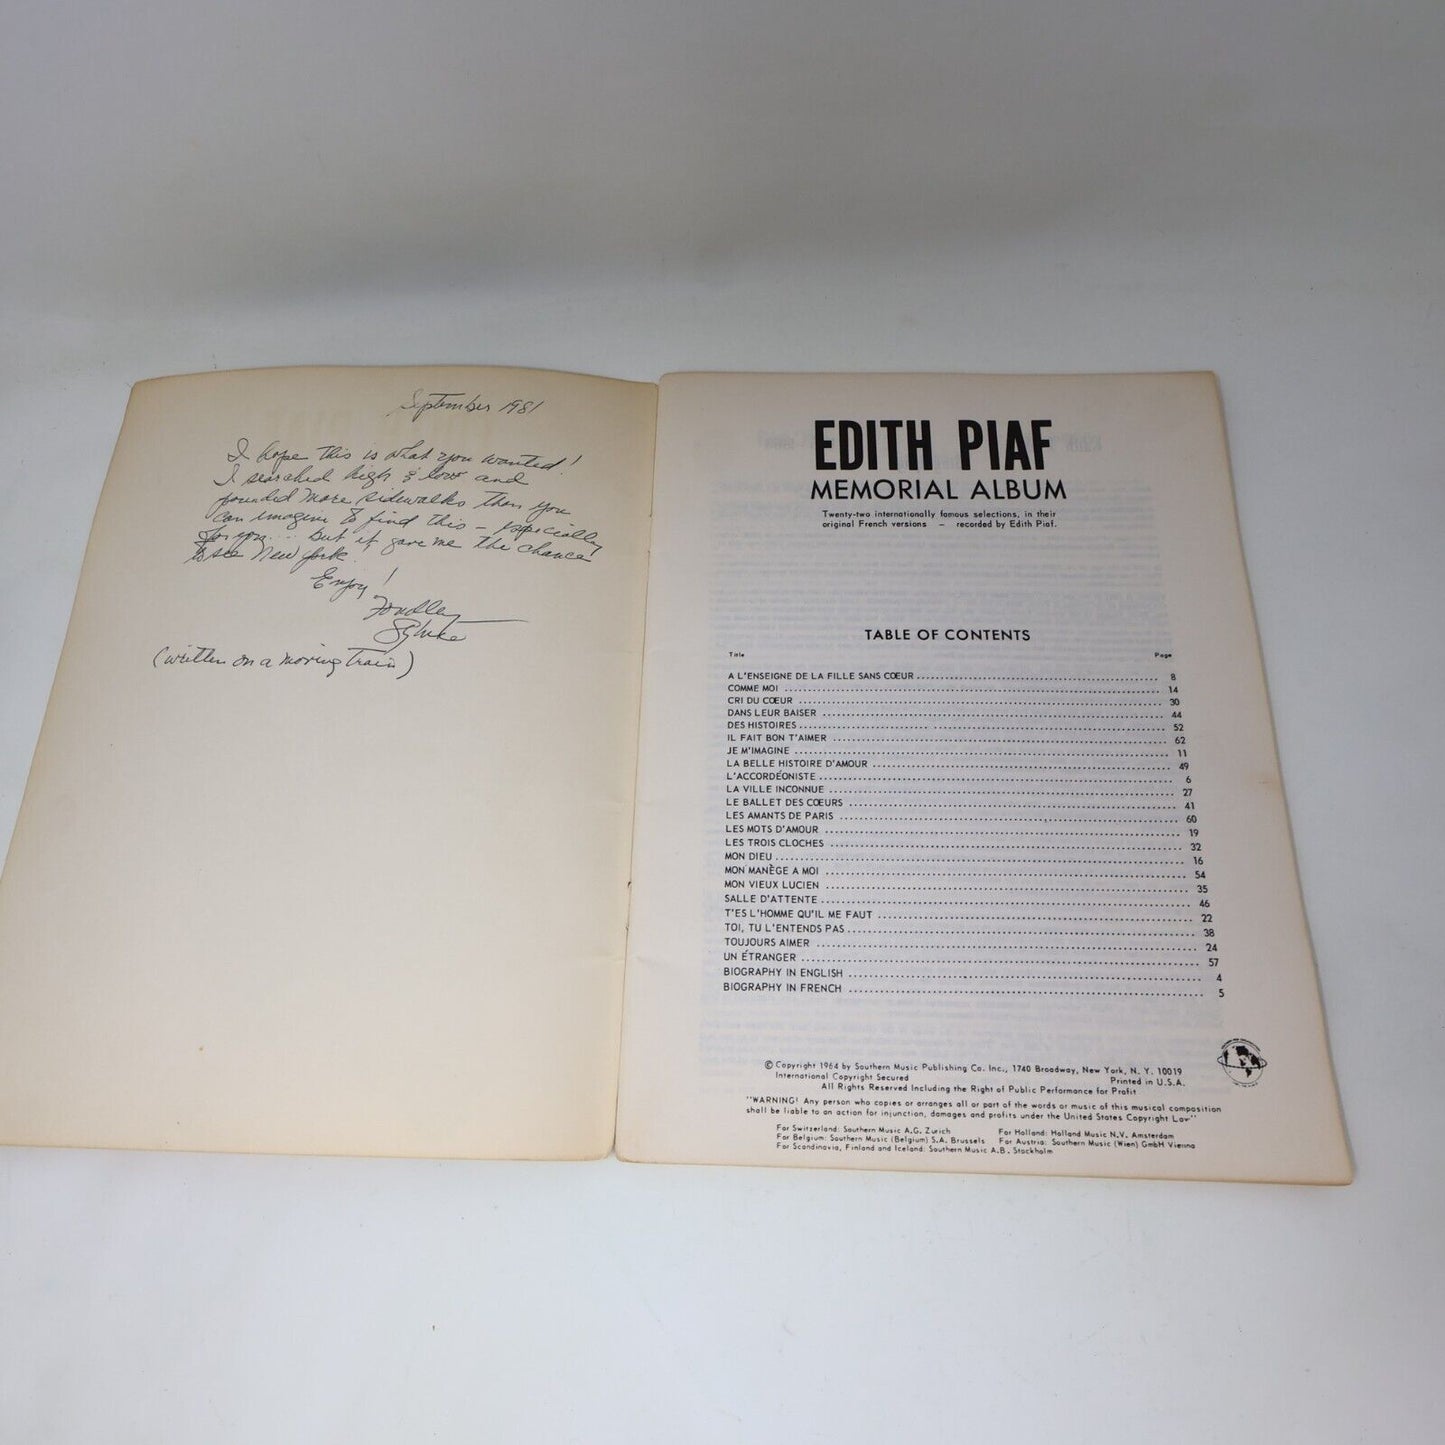 September 1981
I hope this is what you wanted!
I searched high & low and
pounded more sidewalks than you
can imagine to find this - especially
for you... But it gave me the chance
to see New York.
Enjoy!
Fondly
(written on a moving train)
EDITH PIAF
MEMORIAL ALBUM
Twenty-two internationally famous selections, in their
original French versions – recorded by Edith Piaf.
TABLE OF CONTENTS
Title Page
A L'ENSEIGNE DE LA FILLE SANS CŒUR 8
COMME MOI 14
CRI DU CŒUR 30
DANS LEUR BAISER 44
DES HISTOIRES 52
IL FAIT BON T'AIMER 62
JE M'IMAGINE 11
LA BELLE HISTOIRE D'AMOUR 49
L'ACCORDÉONISTE 6
LA VILLE INCONNUE 27
LE BALLET DES CŒURS 41
LES AMANTS DE PARIS 60
LES MOTS D'AMOUR 19
LES TROIS CLOCHES 32
MON DIEU 16
MON MANÈGE A MOI 54
MON VIEUX LUCIEN 35
SALLE D'ATTENTE 46
T'ES L'HOMME QU'IL ME FAUT 22
TOI, TU L'ENTENDS PAS 38
TOUJOURS AIMER 24
UN ÉTRANGER 57
BIOGRAPHY IN ENGLISH 4
BIOGRAPHY IN FRENCH 5
© Copyright 1964 by Southern Music Publishing Co. Inc., 1740 Broadway, New York, N. Y. 10019
International Copyright Secured Printed in U.S.A.
All Rights Reserved Including the Right of Public Performance for Profit
"WARNING! Any person who copies or arranges all or part of the words or music of this musical composition
shall be liable to an action for injunction, damages and profits under the United States Copyright Law"
For Switzerland: Southern Music A.G. Zurich For Holland: Holland Music N.V. Amsterdam
For Belgium: Southern Music (Belgium) S.A. Brussels For Austria: Southern Music (Wien) GmbH Vienna
For Scandinavia, Finland and Iceland: Southern Music A.B. Stockholm